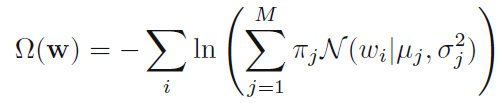 Ω(w) = − ∑_i ln ( ∑_{j=1}^{M} π_j 𝒩(w_i|μ_j, σ_j^2) )